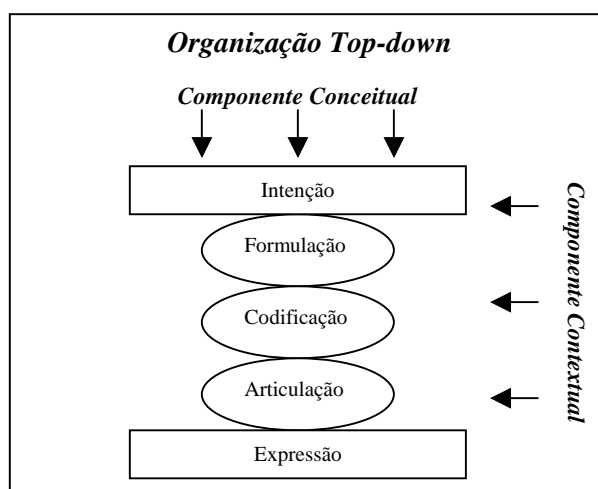 Organização Top-down
Componente Conceitual
Intenção
Formulação
Codificação
Articulação
Expressão
Componente Contextual